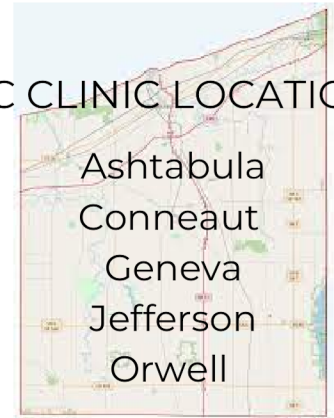 C CLINIC LOCATIO
Ashtabula
Conneaut
Geneva
Jefferson
Orwell